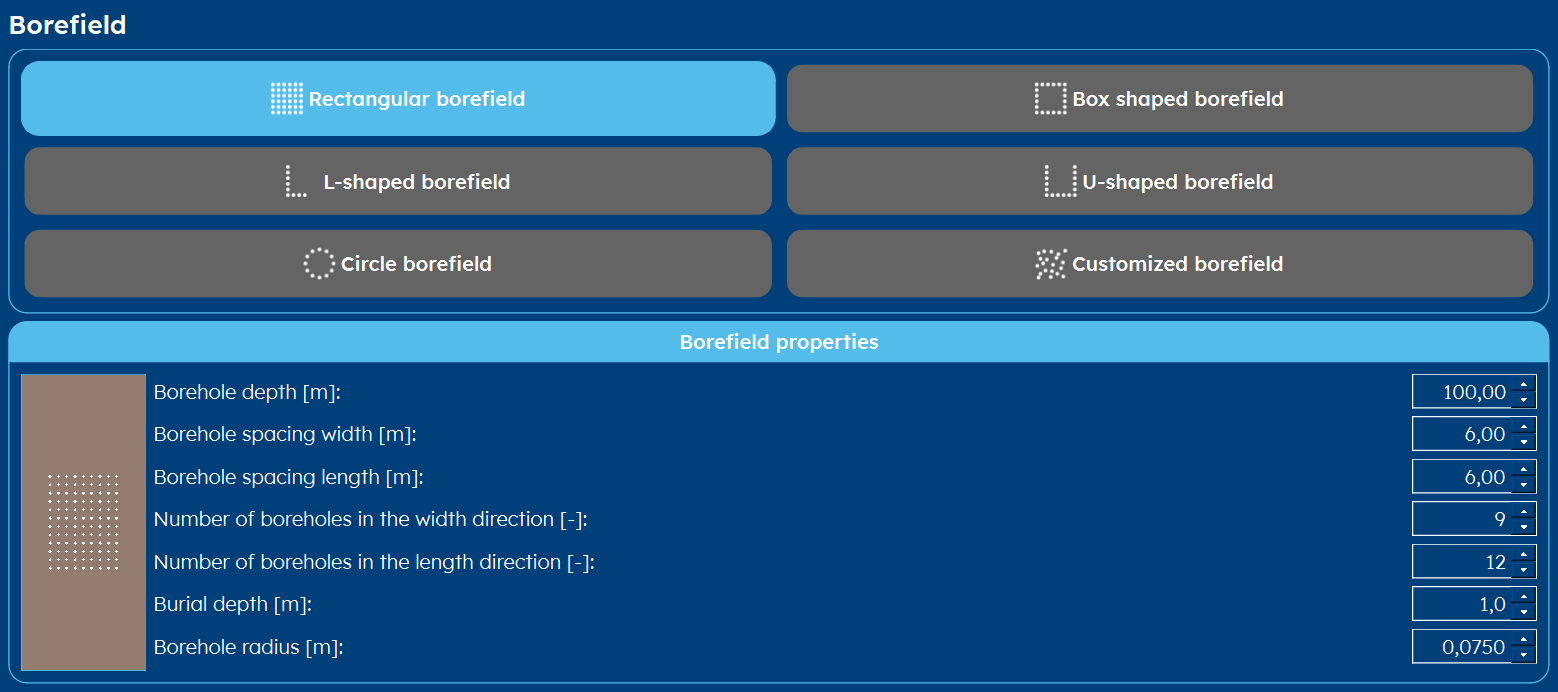 Borefield
Rectangular borefield
Box shaped borefield
L-shaped borefield
U-shaped borefield
Circle borefield
Customized borefield
Borefield properties
Borehole depth [m]: 100,00
Borehole spacing width [m]: 6,00
Borehole spacing length [m]: 6,00
Number of boreholes in the width direction [-]: 9
Number of boreholes in the length direction [-]: 12
Burial depth [m]: 1,0
Borehole radius [m]: 0,0750